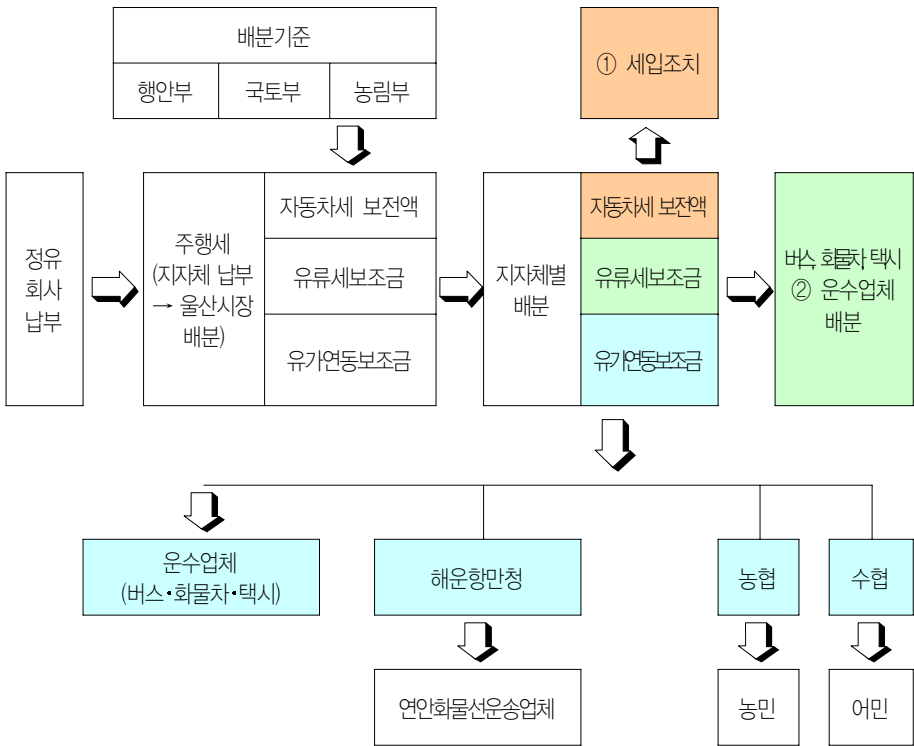 배분기준
행안부 국토부 농림부
① 세입조치
정유
회사
납부
주행세
(지자체 납부
→ 울산시장
배분)
자동차세 보전액
유류세보조금
유가연동보조금
지자체별
배분
자동차세 보전액
유류세보조금
유가연동보조금
버스, 화물차, 택시
② 운수업체
배분
운수업체
(버스•화물차•택시)
해운항만청
농협
수협
연안화물선운송업체
농민
어민